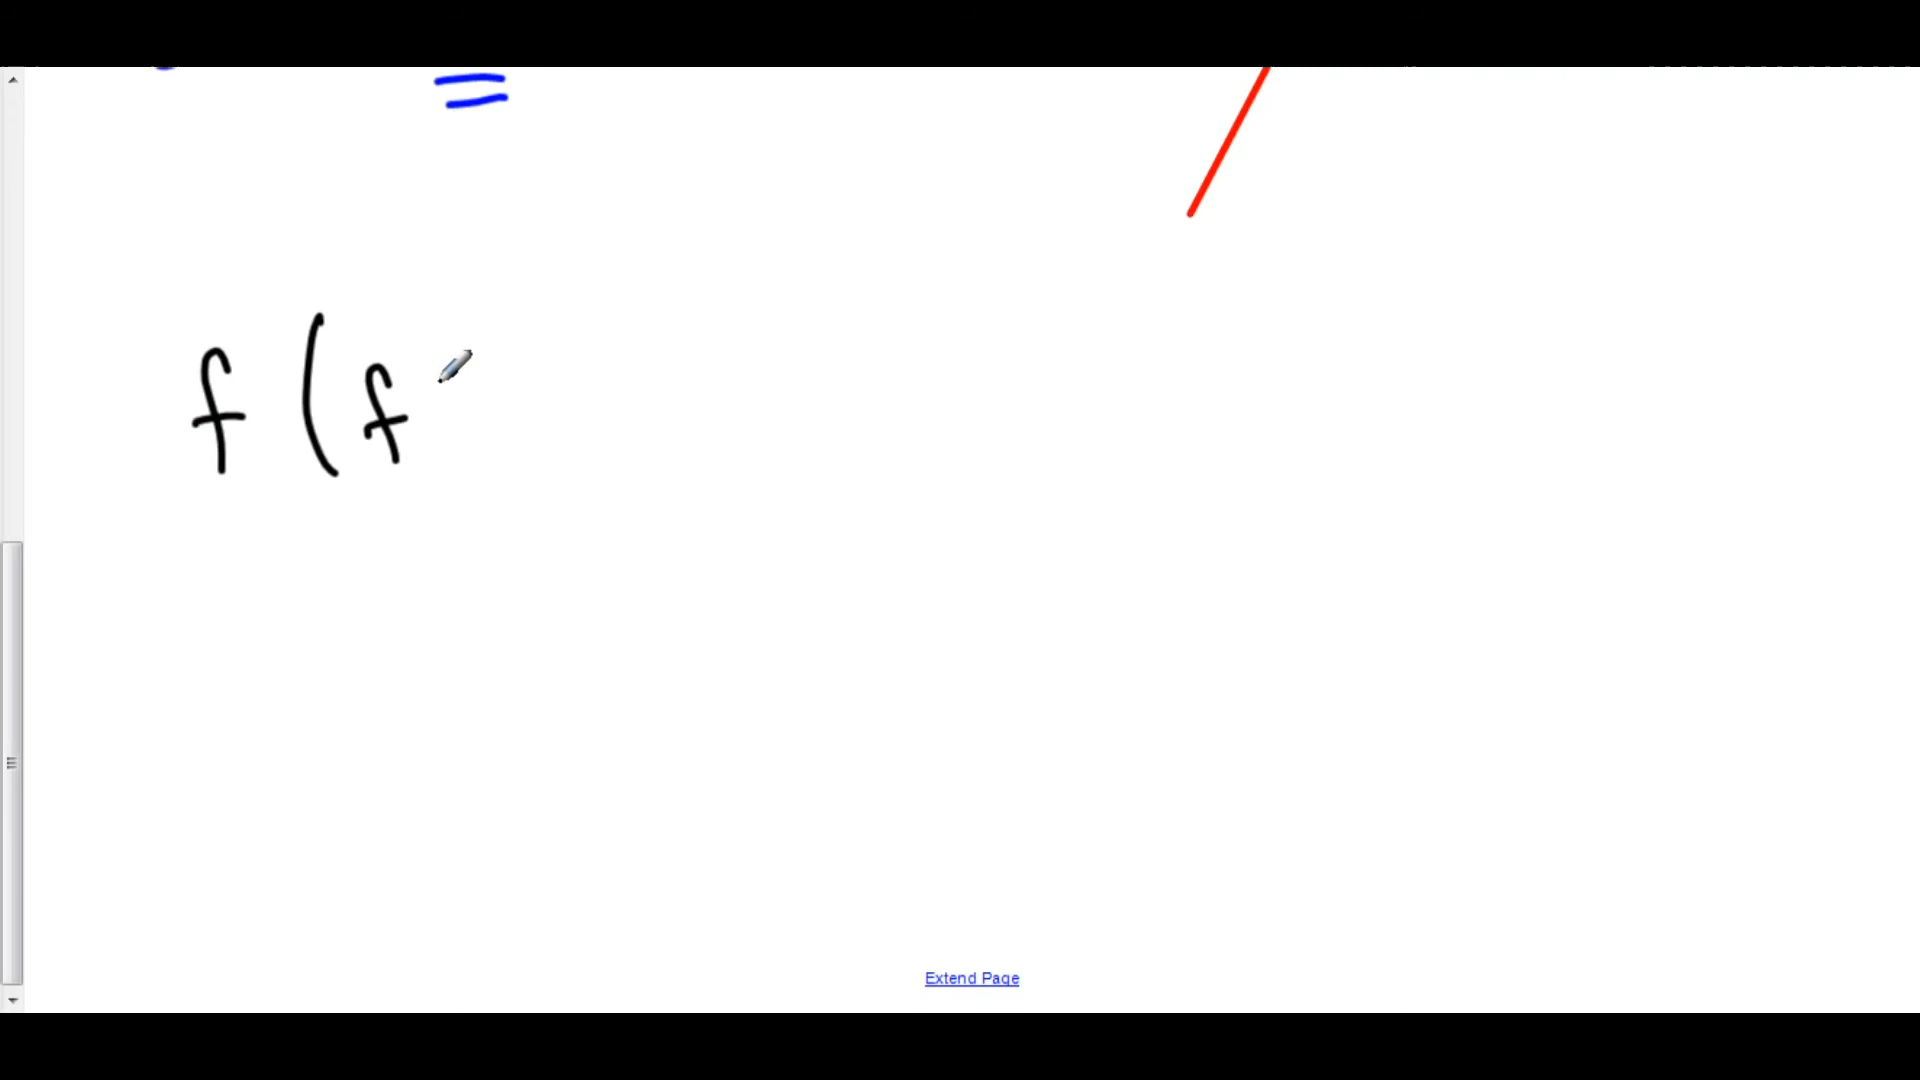 =
f (f
Extend Page